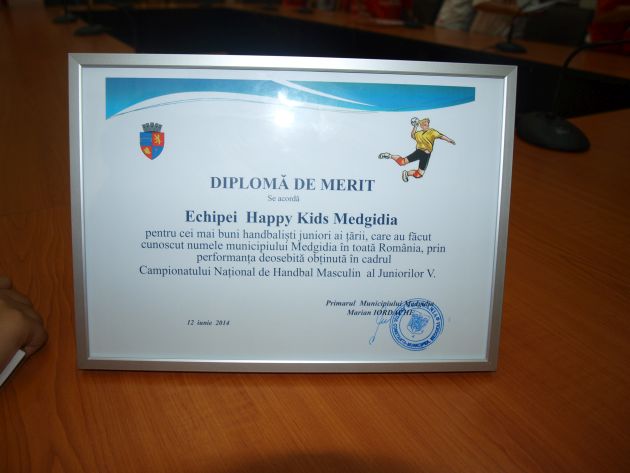 DIPLOMĂ DE MERIT
Se acordă
Echipei Happy Kids Medgidia
pentru cei mai buni handbaliști juniori ai țării, care au făcut
cunoscut numele municipiului Medgidia în toată România, prin
performanța deosebită obținută în cadrul
Campionatului Național de Handbal Masculin al Juniorilor V.
Primarul Municipiului Medgidia
Marian IORDACHE
12 iunie 2014